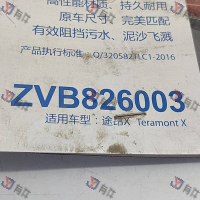 高性能材质、持久耐用
原车尺寸、完美匹配
有效阻挡污水、泥沙飞溅
产品执行标准：Q/320582TLC1-2016
ZVB826003
适用车型：途昂X Teramont X